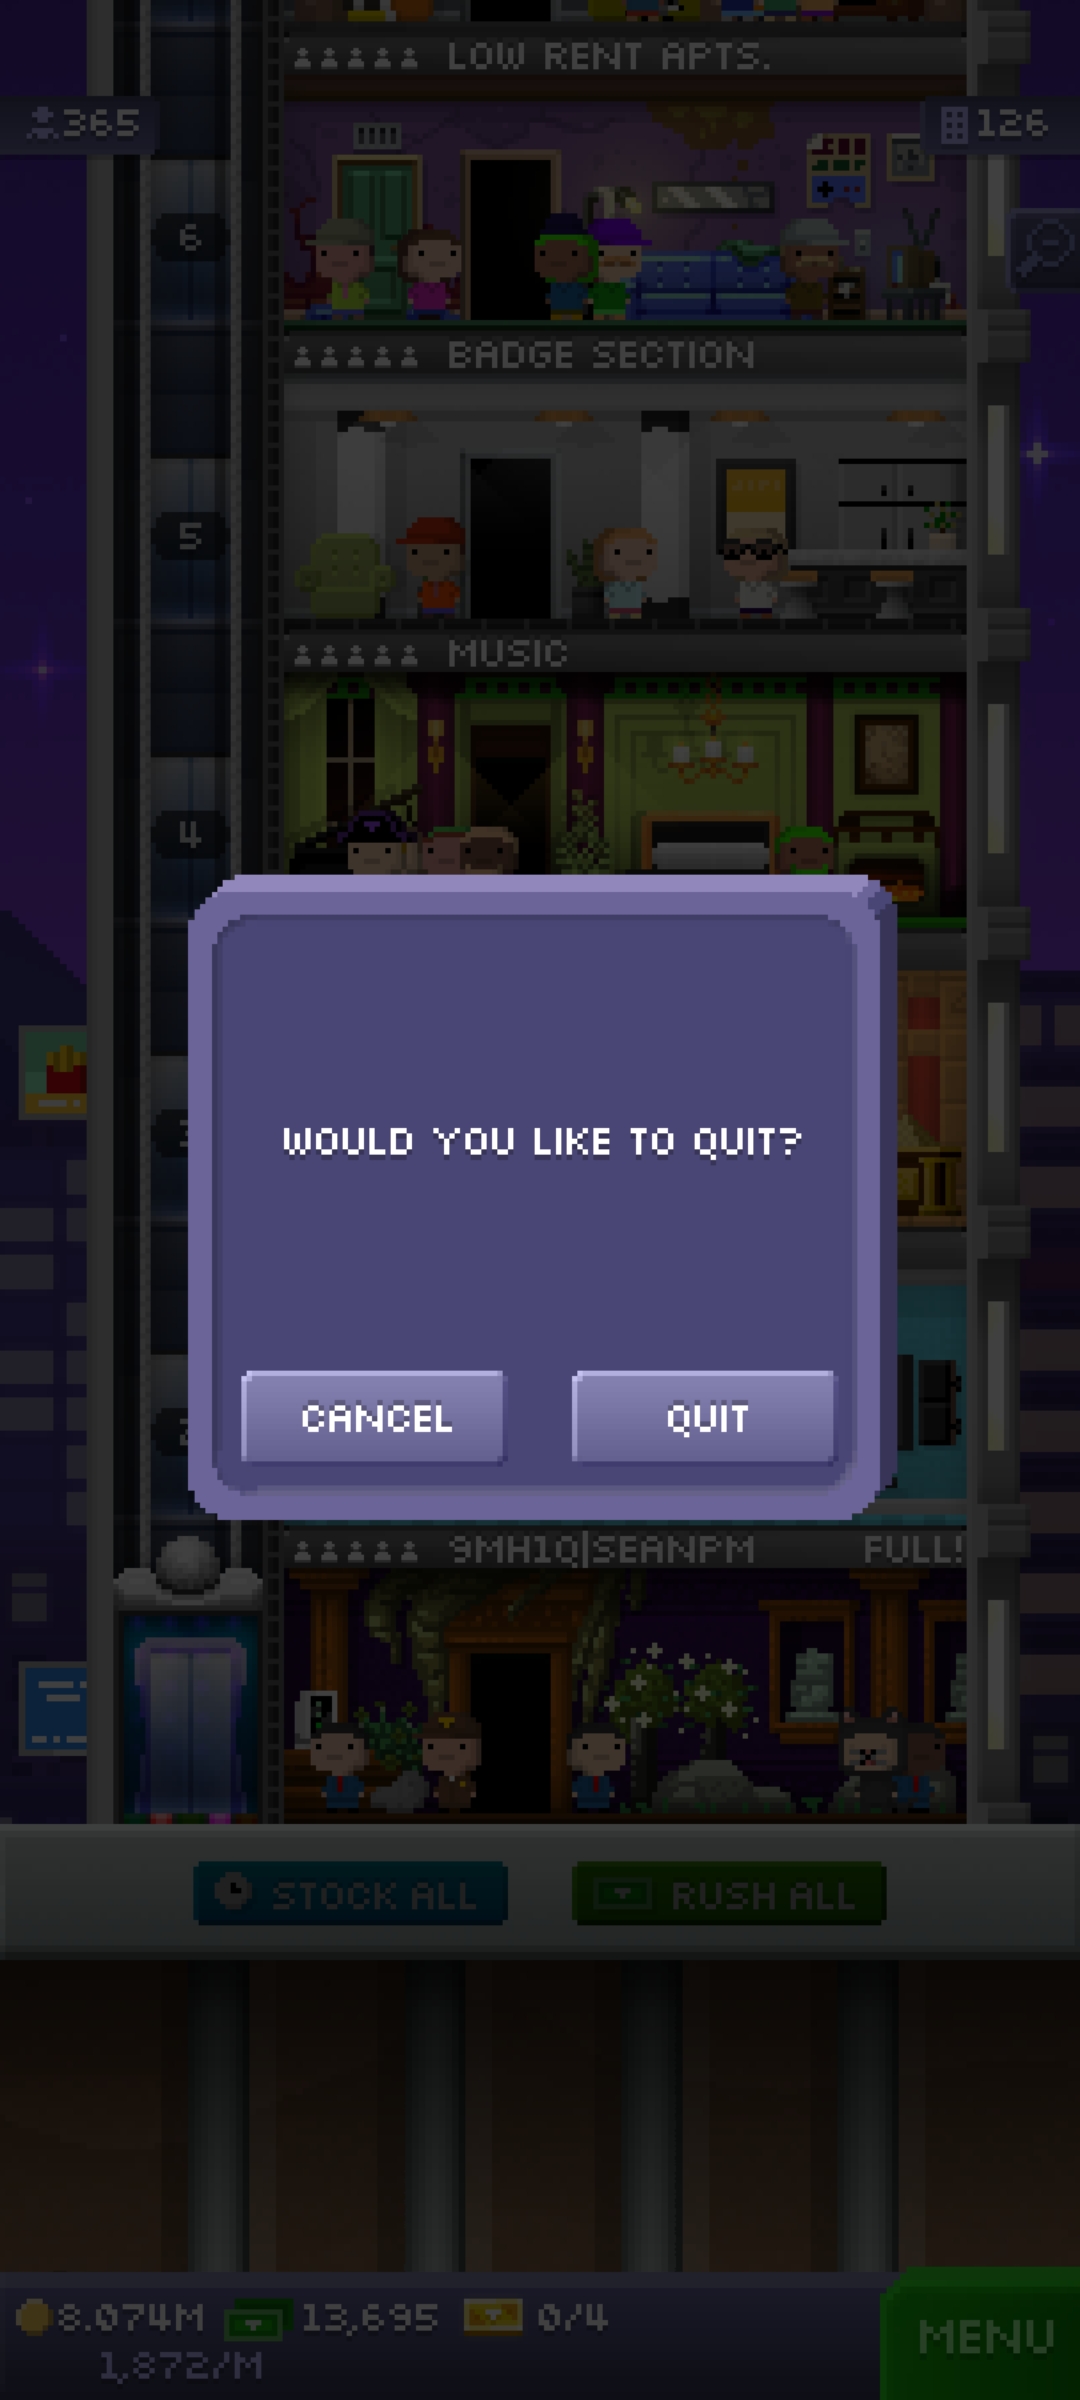 LOW RENT APTS.
365
126
6
BADGE SECTION
5
MUSIC
4
WOULD YOU LIKE TO QUIT?
CANCEL
QUIT
9MH1Q|SEANPM FULL!
STOCK ALL
RUSH ALL
8.074M 13,695 0/4
1,872/M
MENU